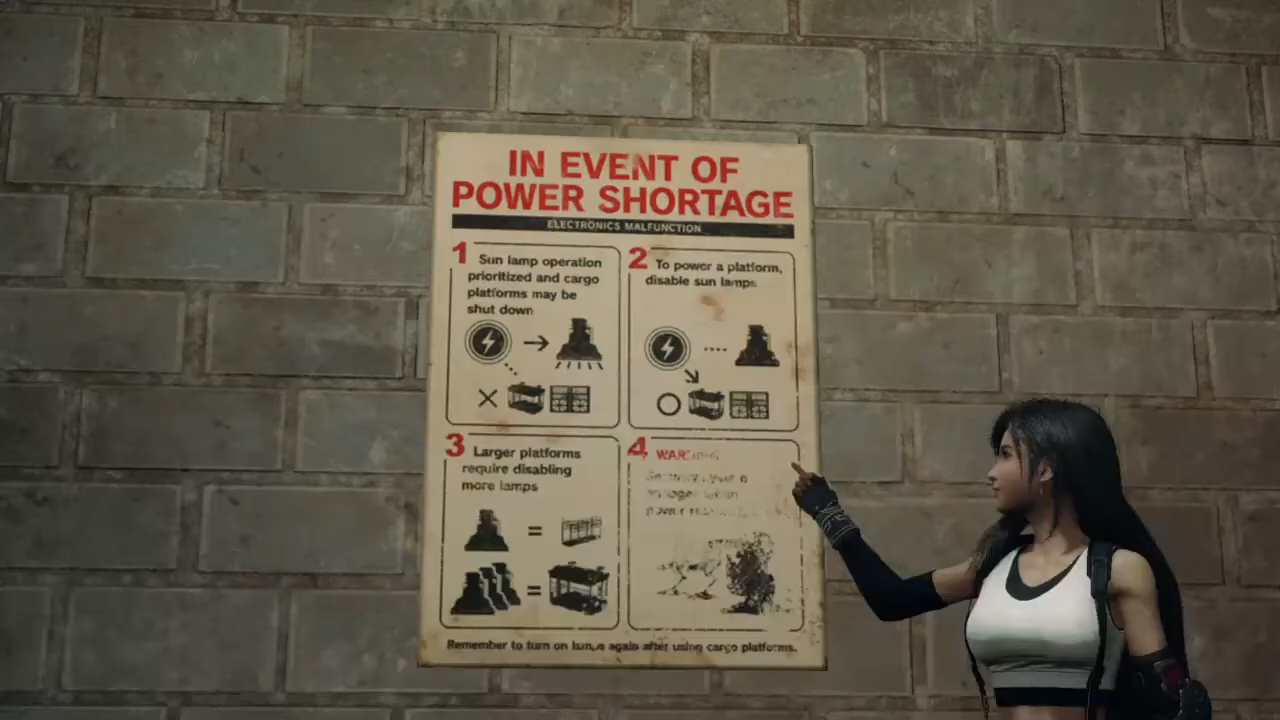 IN EVENT OF
POWER SHORTAGE
ELECTRONICS MALFUNCTION
1 Sun lamp operation
prioritized and cargo
platforms may be
shut down
2 To power a platform,
disable sun lamps
3 Larger platforms
require disabling
more lamps
4
Remember to turn on lamps again after using cargo platforms.